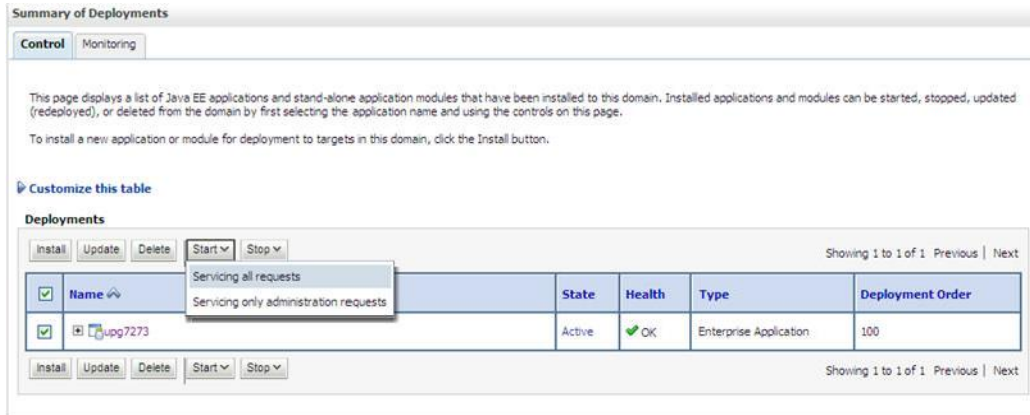 Summary of Deployments
Control Monitoring
This page displays a list of Java EE applications and stand-alone application modules that have been installed to this domain. Installed applications and modules can be started, stopped, updated
(redeployed), or deleted from the domain by first selecting the application name and using the controls on this page.
To install a new application or module for deployment to targets in this domain, click the Install button.
Customize this table
Deployments
Install Update Delete Start Stop Showing 1 to 1 of 1 Previous | Next
Servicing all requests
Servicing only administration requests
Name State Health Type Deployment Order
upg7273 Active OK Enterprise Application 100
Install Update Delete Start Stop Showing 1 to 1 of 1 Previous | Next